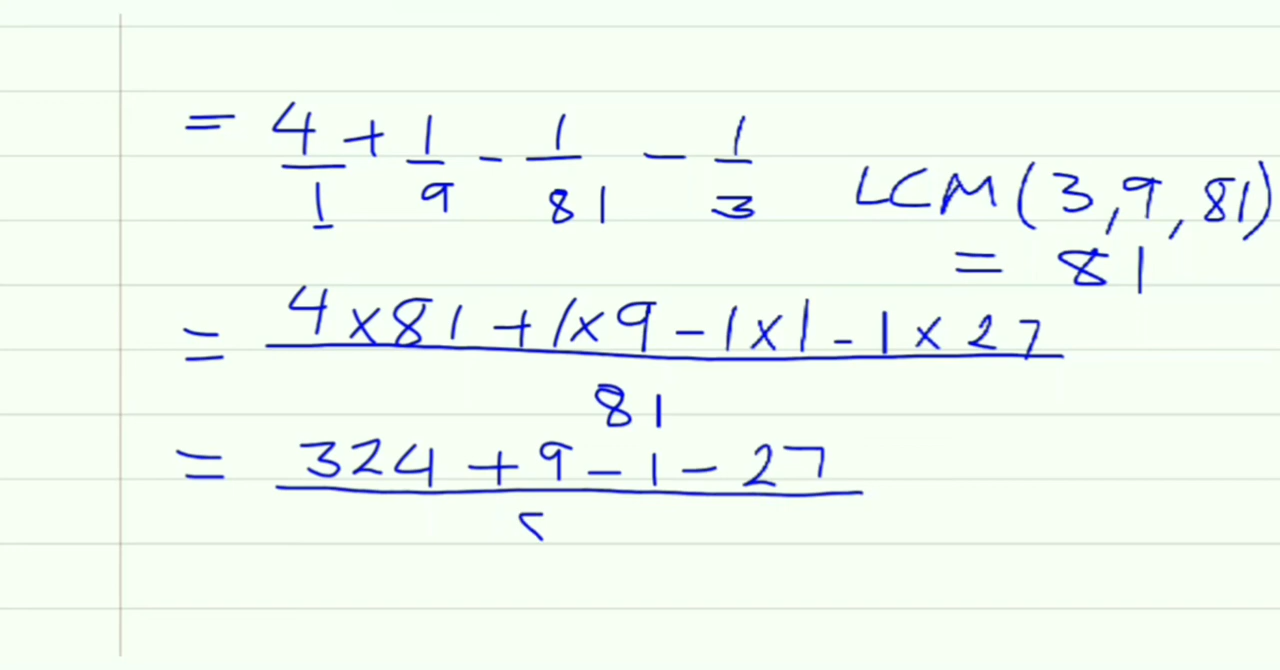 = 4/1 + 1/9 - 1/81 - 1/3
LCM(3,9,81)
= 81
= (4×81 + 1×9 - 1×1 - 1×27)/81
= (324 + 9 - 1 - 27)/